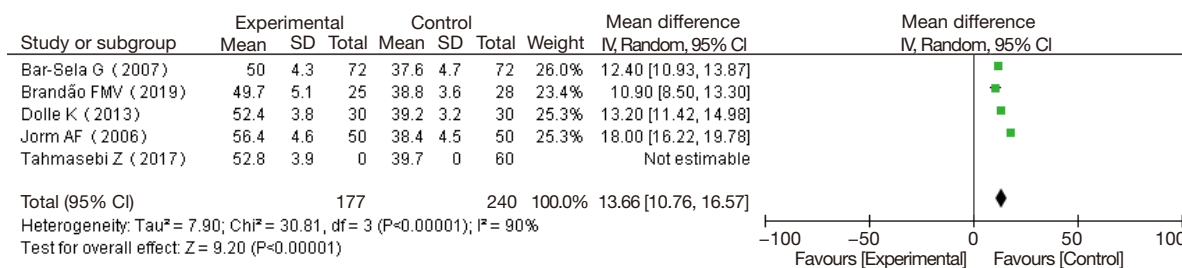 Experimental Control Mean difference Mean difference
Study or subgroup Mean SD Total Mean SD Total Weight IV, Random, 95% CI IV, Random, 95% CI
Bar-Sela G (2007) 50 4.3 72 37.6 4.7 72 26.0% 12.40 [10.93, 13.87]
Brandão FMV (2019) 49.7 5.1 25 38.8 3.6 28 23.4% 10.90 [8.50, 13.30]
Dolle K (2013) 52.4 3.8 30 39.2 3.2 30 25.3% 13.20 [11.42, 14.98]
Jorm AF (2006) 56.4 4.6 50 38.4 4.5 50 25.3% 18.00 [16.22, 19.78]
Tahmasebi Z (2017) 52.8 3.9 0 39.7 0 60 Not estimable
Total (95% CI) 177 240 100.0% 13.66 [10.76, 16.57]
Heterogeneity: Tau² = 7.90; Chi² = 30.81, df = 3 (P<0.00001); I² = 90%
Test for overall effect: Z = 9.20 (P<0.00001)
−100 −50 0 50 100
Favours [Experimental] Favours [Control]